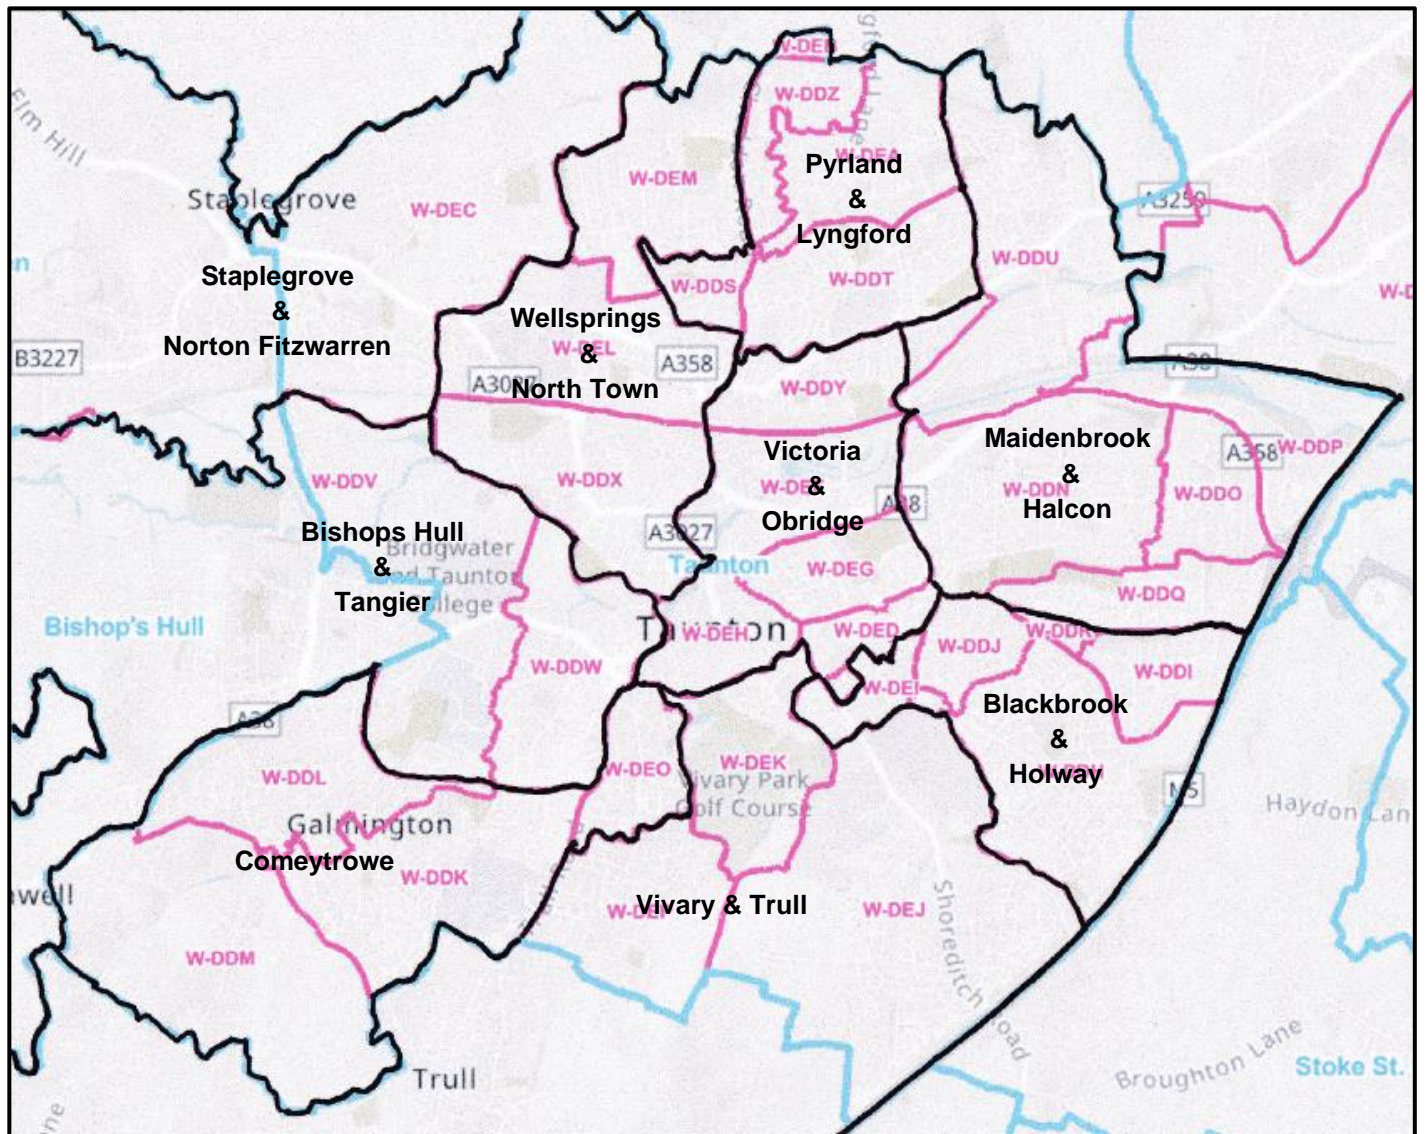 W-DEB
W-DDZ
Elm Hill
W-DEA
Pyrland
&
Lyngford
W-DEM
Staplegrove
W-DEC
A3259
W-DDU
Staplegrove
&
Norton Fitzwarren
W-DDS
W-DDT
Wellsprings
&
North Town
W-DEL
B3227
A358
A3027
A38
W-DDY
Victoria
&
Obridge
Maidenbrook
&
Halcon
W-DDN
A358
W-DDP
W-DDO
W-DDV
W-DDX
Bishops Hull
&
Tangier
Bridgwater
and Taunton
College
A3027
A38
Taunton
W-DEG
W-DDQ
Bishop's Hull
Taunton
W-DEH
W-DED
W-DDJ
W-DDR
W-DDW
W-DDI
W-DEI
Blackbrook
&
Holway
A38
W-DDL
W-DEO
W-DEK
Vivary Park
Golf Course
M5
Galmington
Comeytrowe
W-DDK
Vivary & Trull
W-DEJ
W-DDM
Shoreditch Road
Trull
Broughton Lane
Stoke St.